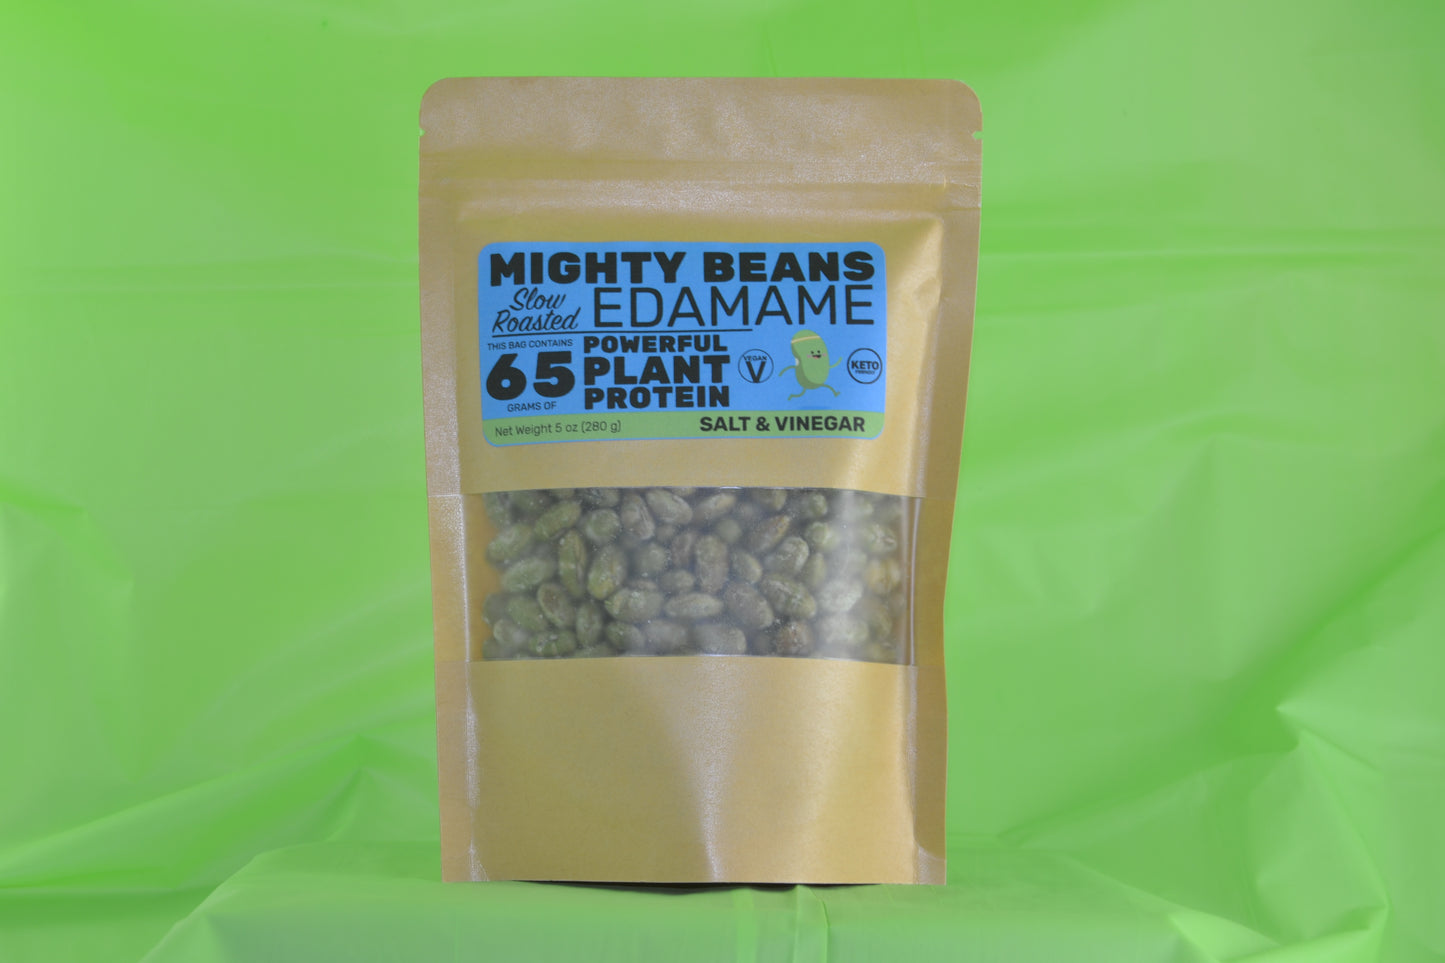 MIGHTY BEANS
Slow
Roasted
EDAMAME
THIS BAG CONTAINS
65
GRAMS OF
POWERFUL
PLANT
PROTEIN
VEGAN
V
KETO
FRIENDLY
Net Weight 5 oz (280 g)
SALT & VINEGAR